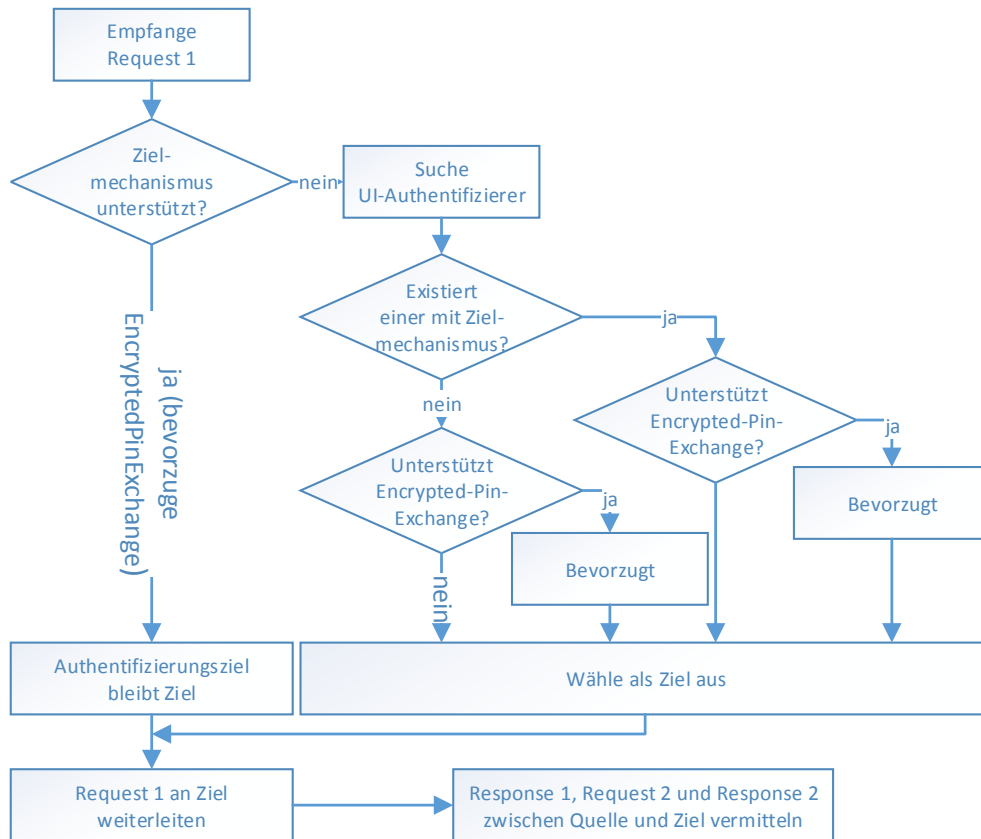 Empfange
Request 1
Ziel-
mechanismus
unterstützt?
nein
Suche
UI-Authentifizierer
Existiert
einer mit Ziel-
mechanismus?
ja
nein
Unterstützt
Encrypted-Pin-
Exchange?
ja
Bevorzugt
Unterstützt
Encrypted-Pin-
Exchange?
ja
Bevorzugt
nein
ja (bevorzuge
EncryptedPinExchange)
Authentifizierungsziel
bleibt Ziel
Wähle als Ziel aus
Request 1 an Ziel
weiterleiten
Response 1, Request 2 und Response 2
zwischen Quelle und Ziel vermitteln